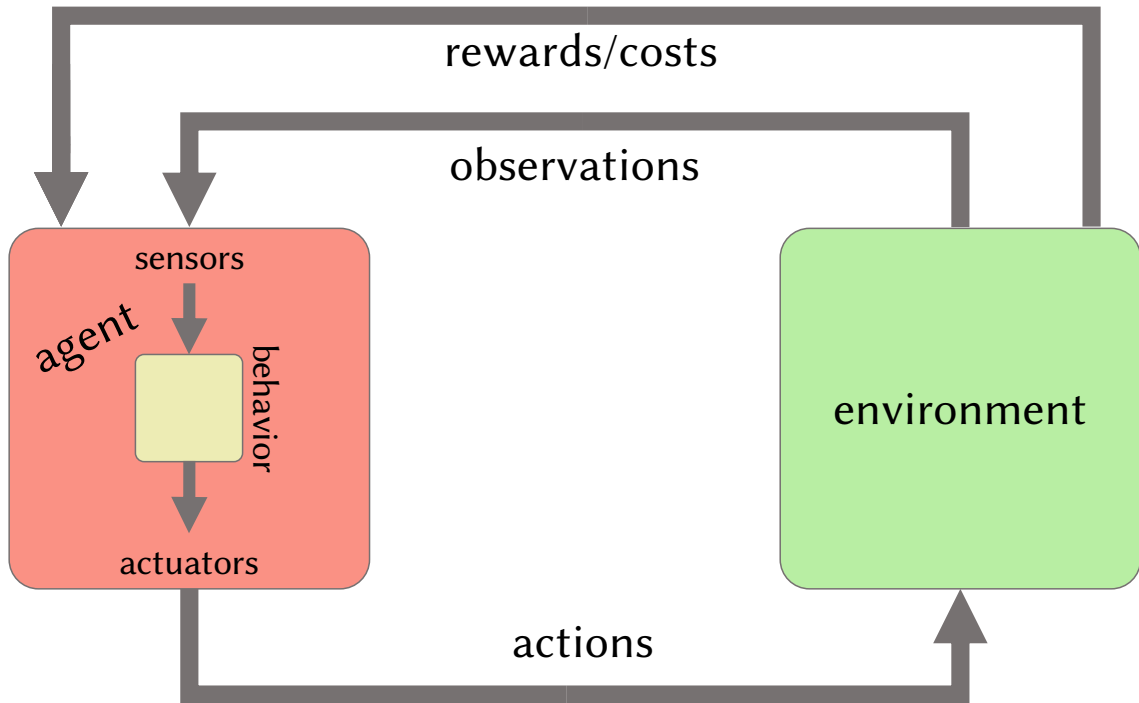 rewards/costs
observations
sensors
agent
behavior
environment
actuators
actions